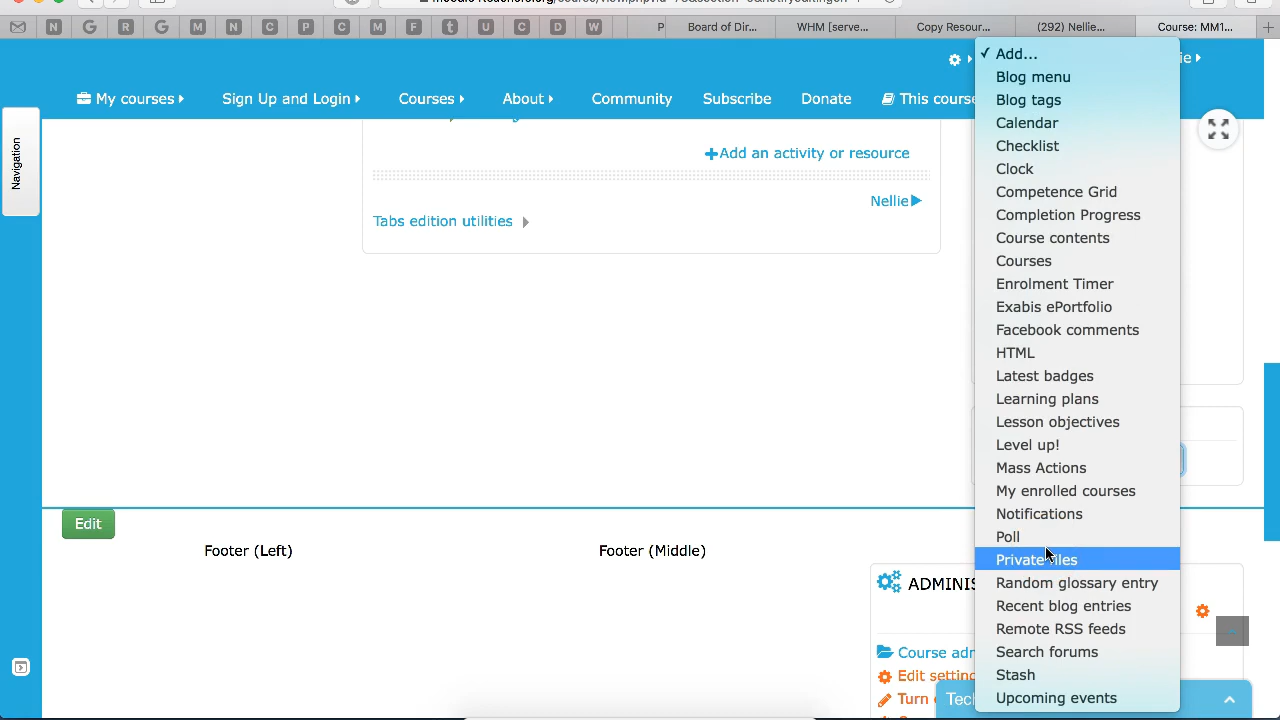 N G R G M N C P C M F t U C D W P Board of Dir... WHM [serve... Copy Resour... (292) Nellie... Course: MM1...
My courses Sign Up and Login Courses About Community Subscribe Donate This course
Navigation
Add an activity or resource
Nellie
Tabs edition utilities
Add...
Blog menu
Blog tags
Calendar
Checklist
Clock
Competence Grid
Completion Progress
Course contents
Courses
Enrolment Timer
Exabis ePortfolio
Facebook comments
HTML
Latest badges
Learning plans
Lesson objectives
Level up!
Mass Actions
My enrolled courses
Notifications
Poll
Private files
Random glossary entry
Recent blog entries
Remote RSS feeds
Search forums
Stash
Upcoming events
Edit
Footer (Left) Footer (Middle)
ADMINIS
Course adm
Edit setting
Turn
Tec